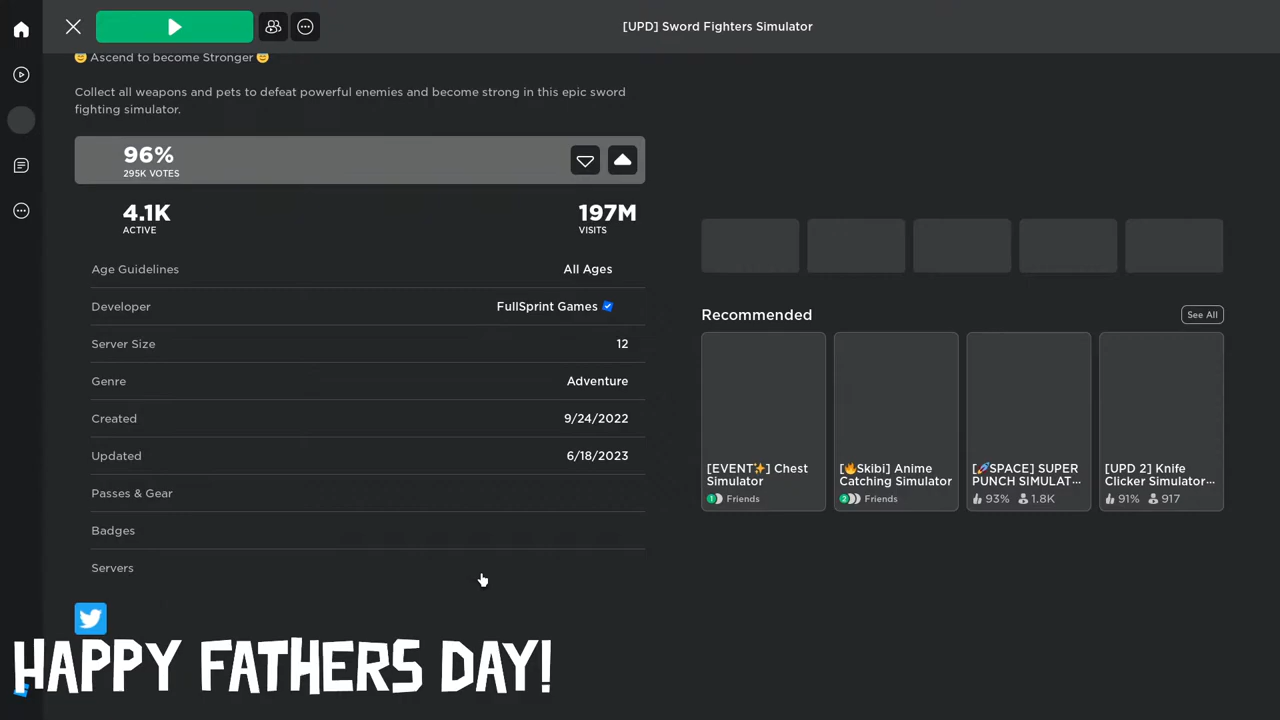 [UPD] Sword Fighters Simulator
😇 Ascend to become Stronger 😇
Collect all weapons and pets to defeat powerful enemies and become strong in this epic sword
fighting simulator.
96%
295K VOTES
4.1K
ACTIVE
197M
VISITS
Age Guidelines
All Ages
Developer
FullSprint Games
Server Size
12
Genre
Adventure
Created
9/24/2022
Updated
6/18/2023
Passes & Gear
Badges
Servers
Recommended
See All
[EVENT✨] Chest
Simulator
1
Friends
[🔥Skibi] Anime
Catching Simulator
2
Friends
[🚀SPACE] SUPER
PUNCH SIMULAT...
93%
1.8K
[UPD 2] Knife
Clicker Simulator...
91%
917
HAPPY FATHERS DAY!